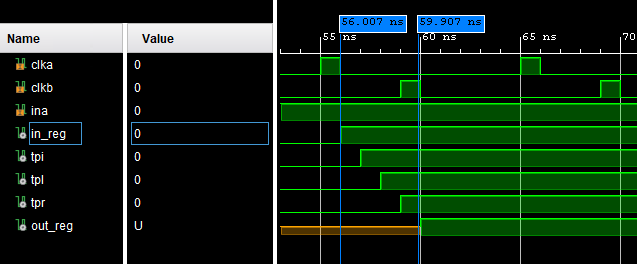 56.007 ns 59.907 ns
Name Value 55 ns 60 ns 65 ns 70
clka 0
clkb 0
ina 0
in_reg 0
tpi 0
tpl 0
tpr 0
out_reg U